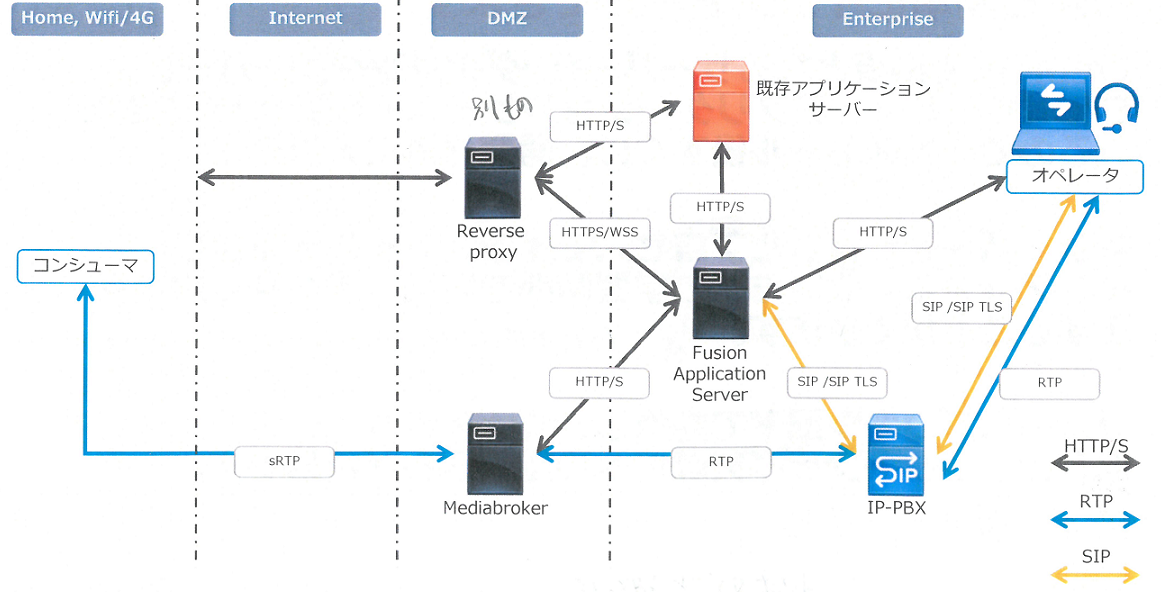 Home, Wifi/4G
Internet
DMZ
Enterprise
既存アプリケーション
サーバー
HTTP/S
オペレータ
HTTP/S
Reverse
proxy
HTTPS/WSS
HTTP/S
コンシューマ
SIP /SIP TLS
Fusion
Application
Server
HTTP/S
SIP /SIP TLS
RTP
sRTP
RTP
SIP
Mediabroker
IP-PBX
HTTP/S
RTP
SIP